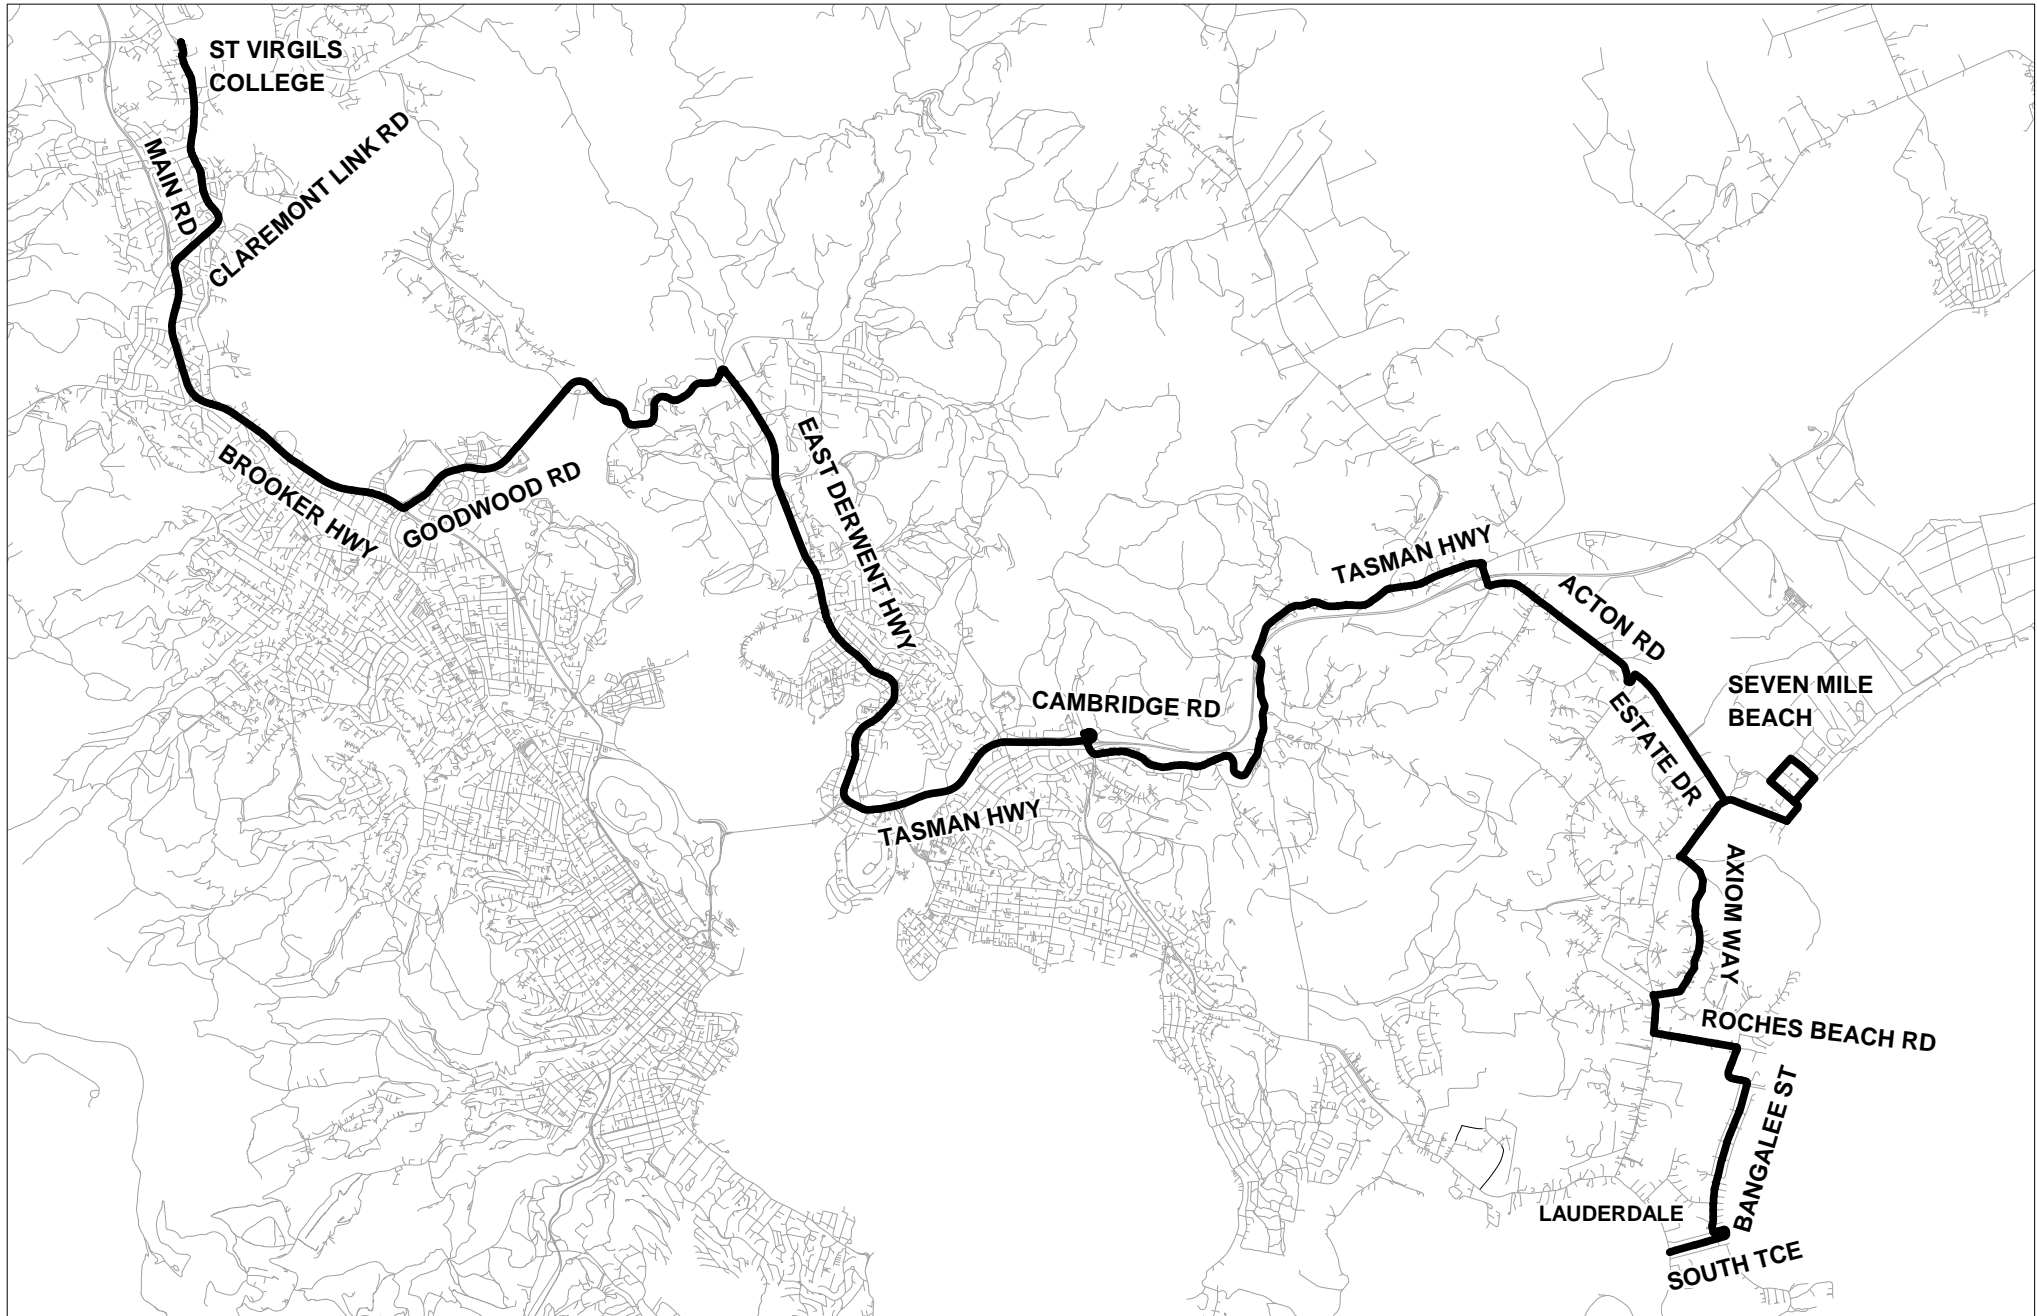 ST VIRGILS
COLLEGE
MAIN RD
CLAREMONT LINK RD
BROOKER HWY
GOODWOOD RD
EAST DERWENT HWY
TASMAN HWY
CAMBRIDGE RD
TASMAN HWY
ACTON RD
ESTATE DR
SEVEN MILE
BEACH
AXIOM WAY
ROCHES BEACH RD
BANGALEE ST
LAUDERDALE
SOUTH TCE